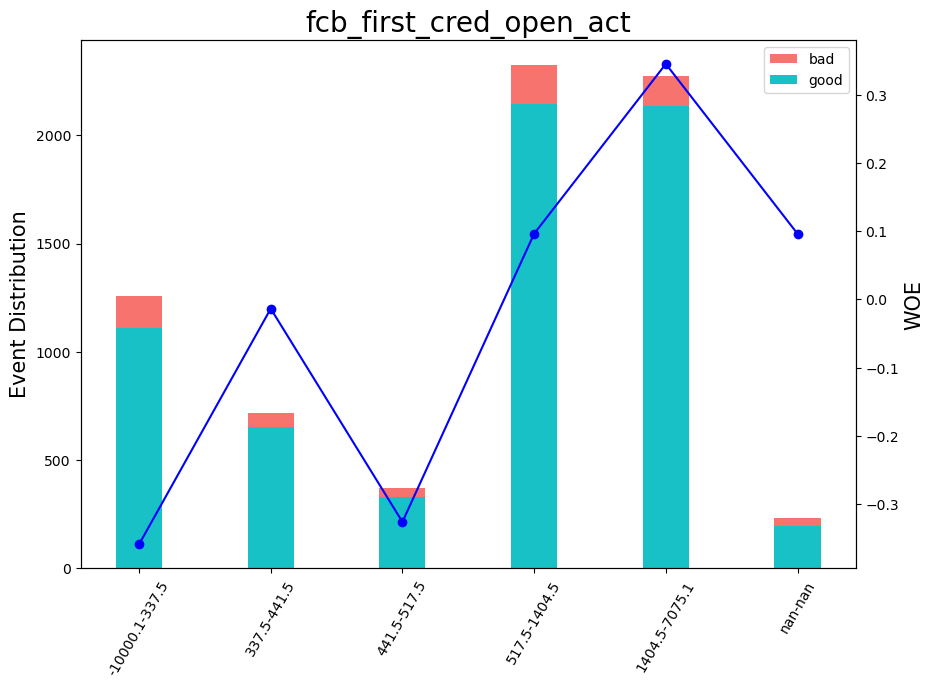 fcb_first_cred_open_act
bad
good
Event Distribution
2000
1500
1000
500
0
0.3
0.2
0.1
0.0
−0.1
−0.2
−0.3
WOE
-10000.1-337.5
337.5-441.5
441.5-517.5
517.5-1404.5
1404.5-7075.1
nan-nan